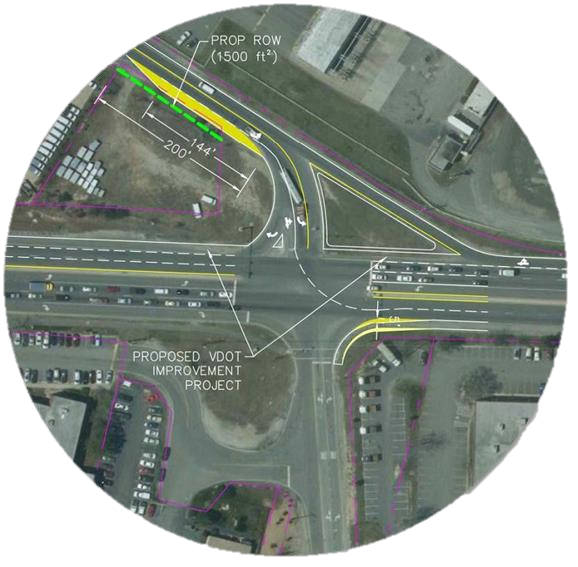 PROP ROW
(1500 ft²)
144'
200'
PROPOSED VDOT
IMPROVEMENT
PROJECT